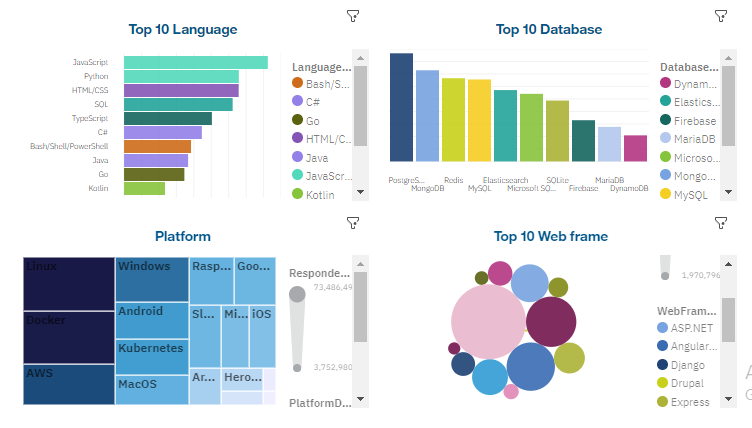 Top 10 Language
JavaScript
Python
HTML/CSS
SQL
TypeScript
C#
Bash/Shell/PowerShell
Java
Go
Kotlin
Language...
Bash/S...
C#
Go
HTML/C...
Java
JavaScr...
Kotlin
Top 10 Database
PostgreS...
MongoDB
Redis
MySQL
Elasticsearch
Microsoft SQ...
SQLite
Firebase
MariaDB
DynamoDB
Database...
Dynam...
Elastics...
Firebase
MariaDB
Microso...
Mongo...
MySQL
Platform
Linux
Docker
AWS
Windows
Android
Kubernetes
MacOS
Rasp...
Goo...
Sl...
Mi...
iOS
Ar...
Hero...
Responde...
73,486,49
3,752,980
PlatformD...
Top 10 Web frame
1,970,796
WebFram...
ASP.NET
Angular...
Django
Drupal
Express